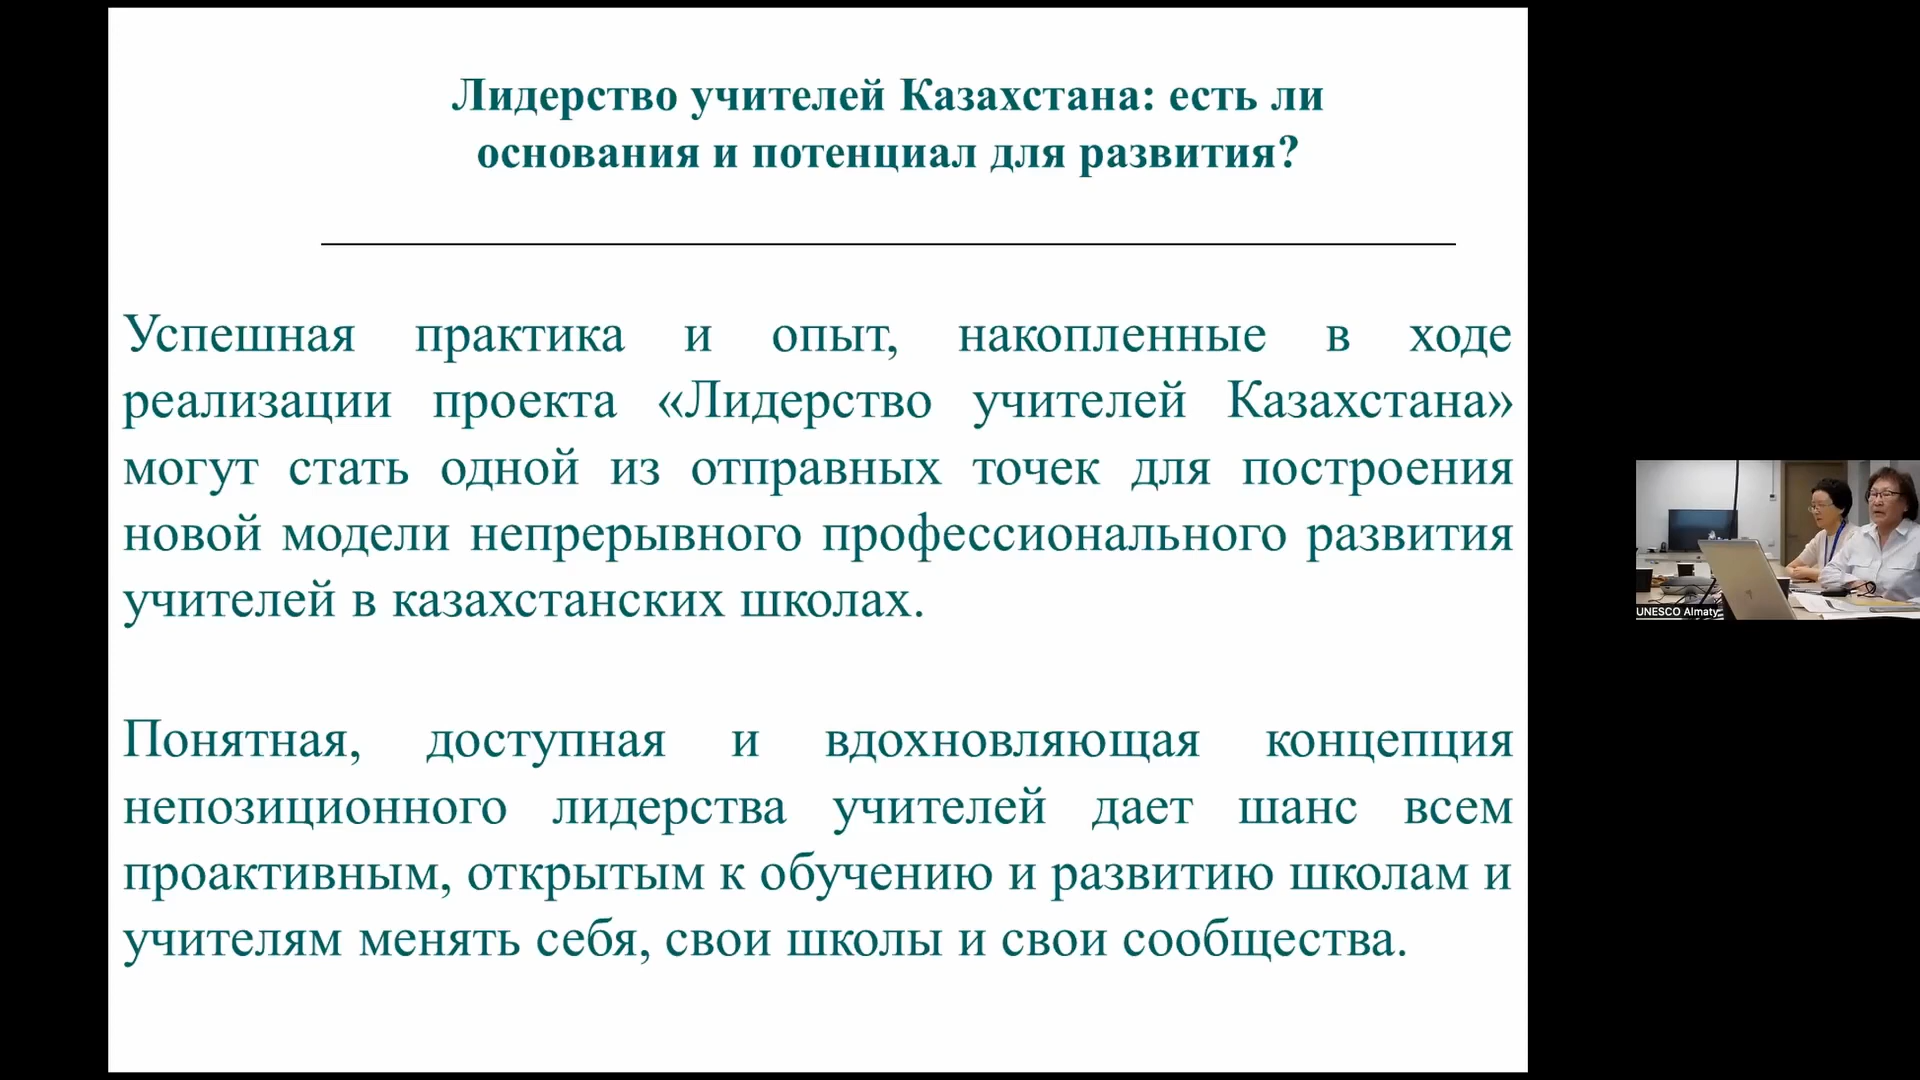 Лидерство учителей Казахстана: есть ли
основания и потенциал для развития?
Успешная практика и опыт, накопленные в ходе
реализации проекта «Лидерство учителей Казахстана»
могут стать одной из отправных точек для построения
новой модели непрерывного профессионального развития
учителей в казахстанских школах.
Понятная, доступная и вдохновляющая концепция
непозиционного лидерства учителей дает шанс всем
проактивным, открытым к обучению и развитию школам и
учителям менять себя, свои школы и свои сообщества.
UNESCO Almaty